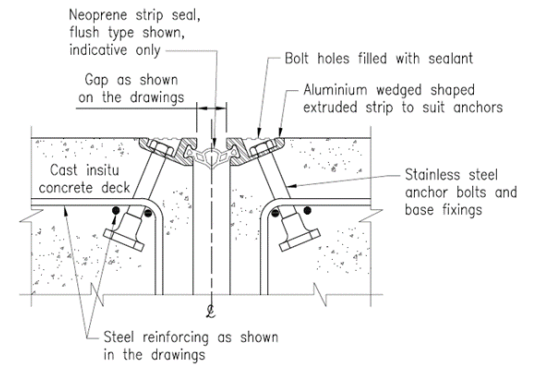 Neoprene strip seal,
flush type shown,
indicative only
Bolt holes filled with sealant
Gap as shown
on the drawings
Aluminium wedged shaped
extruded strip to suit anchors
Cast insitu
concrete deck
Stainless steel
anchor bolts and
base fixings
℄
Steel reinforcing as shown
in the drawings